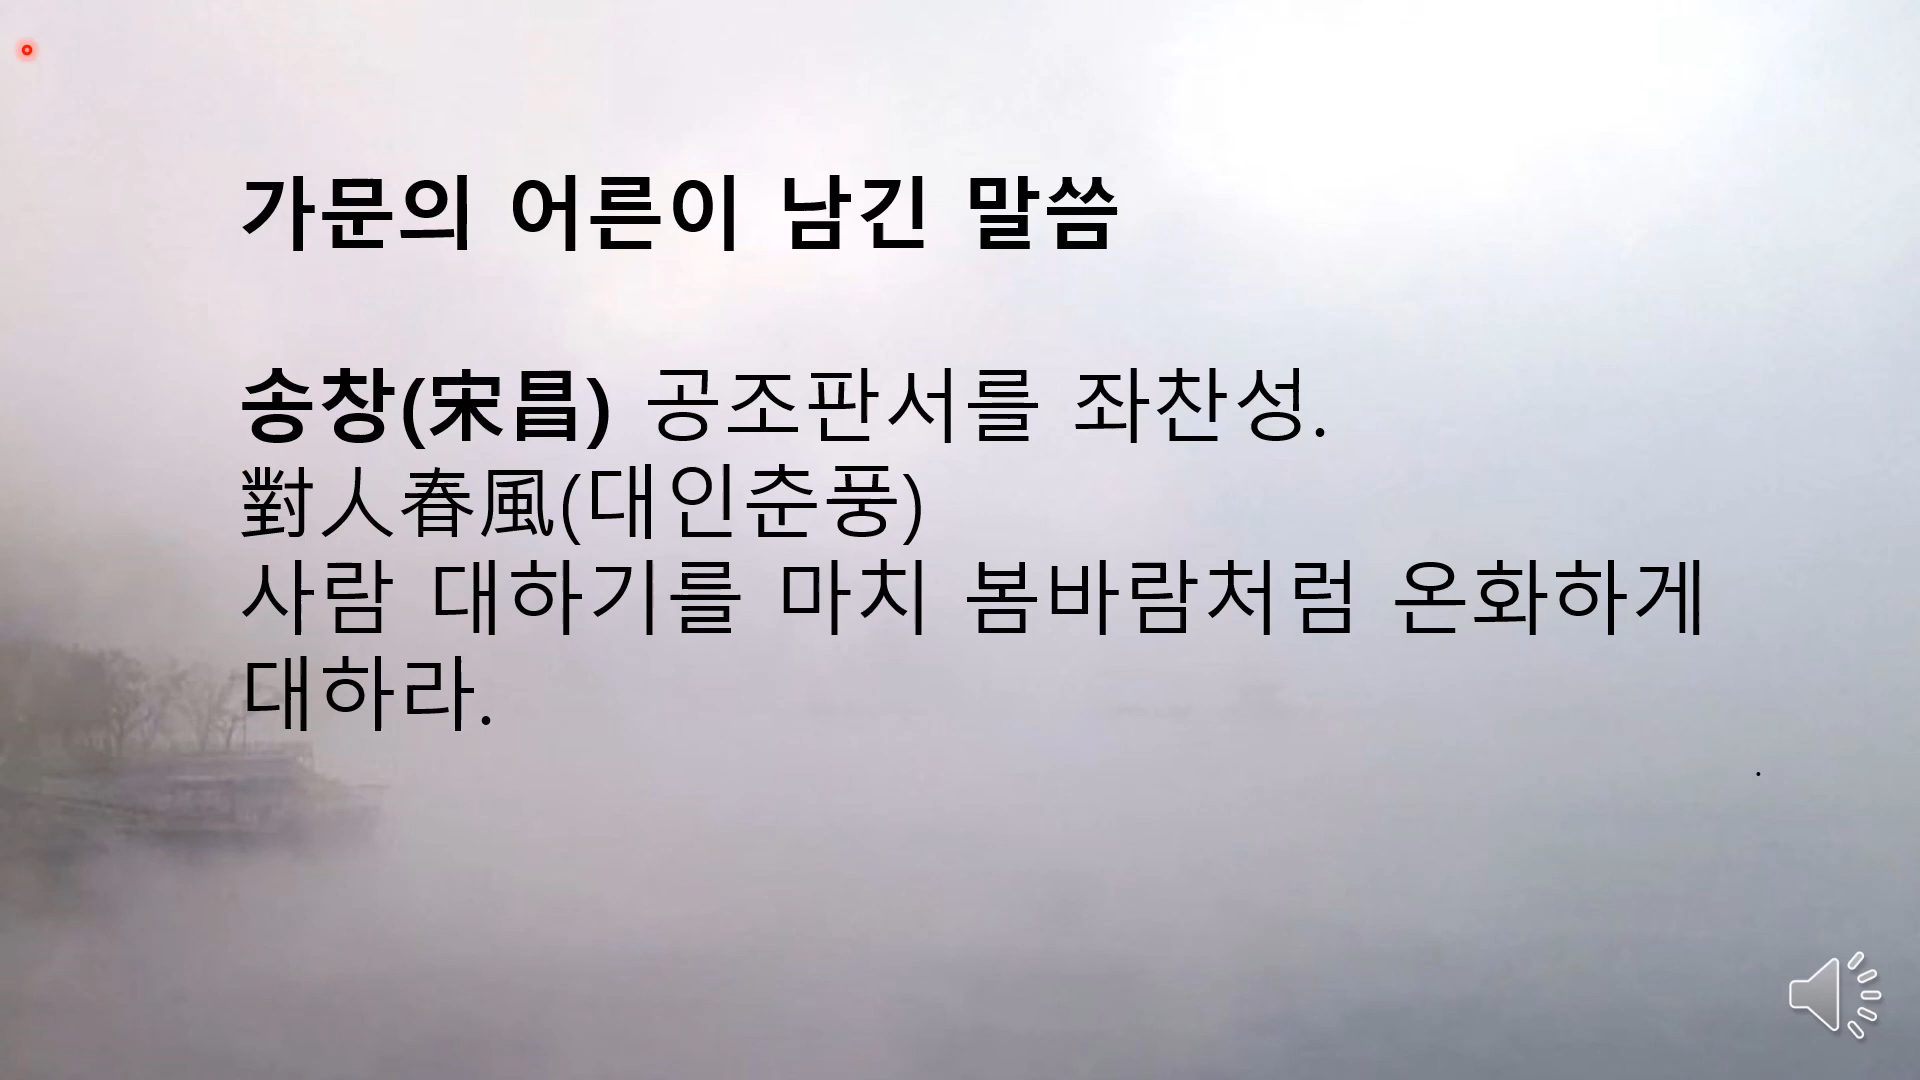 가문의 어른이 남긴 말씀
송창(宋昌) 공조판서를 좌찬성.
對人春風(대인춘풍)
사람 대하기를 마치 봄바람처럼 온화하게
대하라.
.